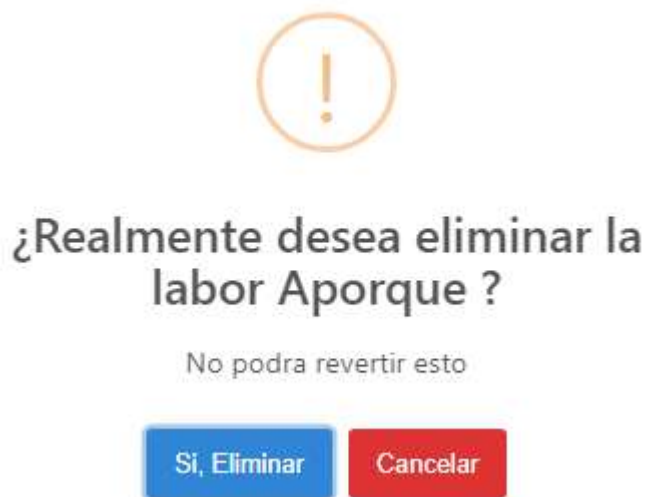 ¿Realmente desea eliminar la
labor Aporque ?
No podra revertir esto
Si, Eliminar
Cancelar